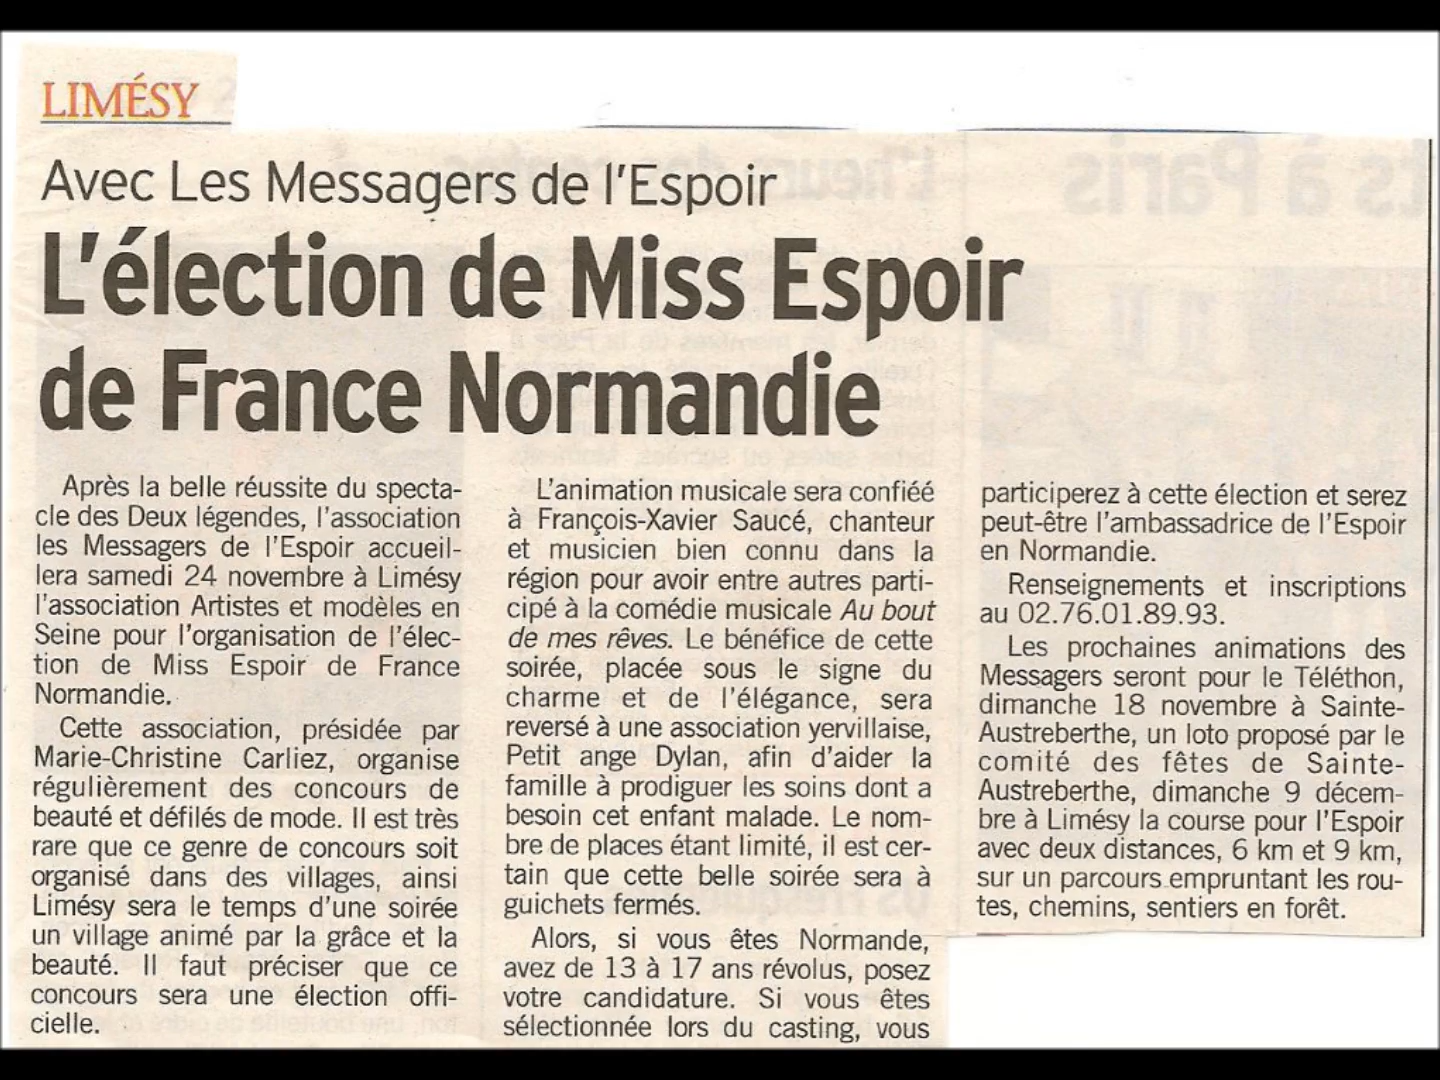 LIMÉSY
Avec Les Messagers de l'Espoir
L'élection de Miss Espoir
de France Normandie
Après la belle réussite du specta-
cle des Deux légendes, l'association
les Messagers de l'Espoir accueil-
lera samedi 24 novembre à Limésy
l'association Artistes et modèles en
Seine pour l'organisation de l'élec-
tion de Miss Espoir de France
Normandie.
Cette association, présidée par
Marie-Christine Carliez, organise
régulièrement des concours de
beauté et défilés de mode. Il est très
rare que ce genre de concours soit
organisé dans des villages, ainsi
Limésy sera le temps d'une soirée
un village animé par la grâce et la
beauté. Il faut préciser que ce
concours sera une élection offi-
cielle.
L'animation musicale sera confiéé
à François-Xavier Saucé, chanteur
et musicien bien connu dans la
région pour avoir entre autres parti-
cipé à la comédie musicale Au bout
de mes rêves. Le bénéfice de cette
soirée, placée sous le signe du
charme et de l'élégance, sera
reversé à une association yervillaise,
Petit ange Dylan, afin d'aider la
famille à prodiguer les soins dont a
besoin cet enfant malade. Le nom-
bre de places étant limité, il est cer-
tain que cette belle soirée sera à
guichets fermés.
Alors, si vous êtes Normande,
avez de 13 à 17 ans révolus, posez
votre candidature. Si vous êtes
sélectionnée lors du casting, vous
participerez à cette élection et serez
peut-être l'ambassadrice de l'Espoir
en Normandie.
Renseignements et inscriptions
au 02.76.01.89.93.
Les prochaines animations des
Messagers seront pour le Téléthon,
dimanche 18 novembre à Sainte-
Austreberthe, un loto proposé par le
comité des fêtes de Sainte-
Austreberthe, dimanche 9 décem-
bre à Limésy la course pour l'Espoir
avec deux distances, 6 km et 9 km,
sur un parcours empruntant les rou-
tes, chemins, sentiers en forêt.